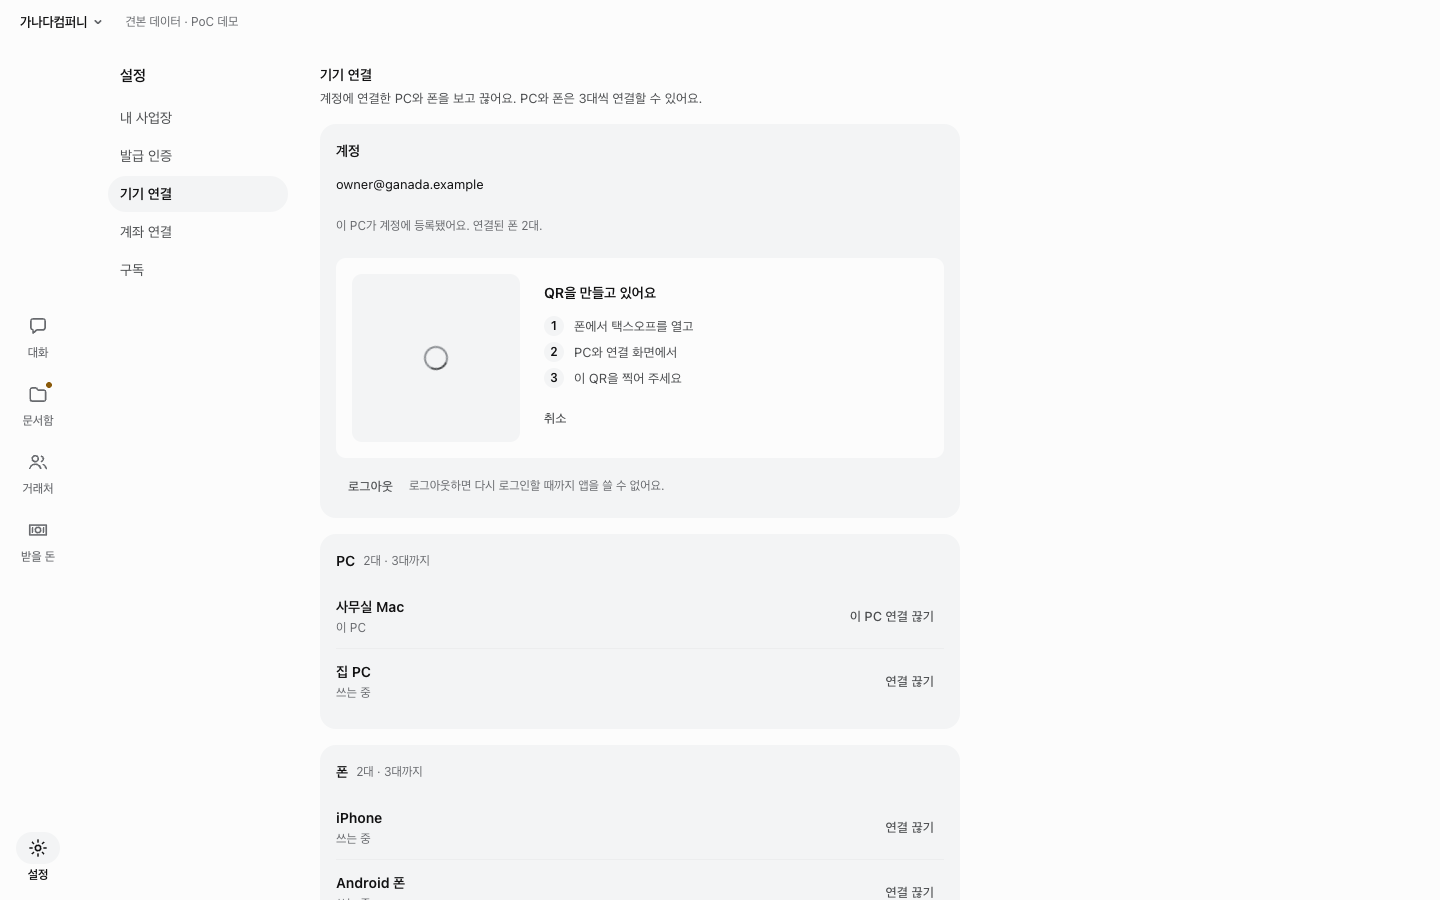 가나다컴퍼니
견본 데이터 · PoC 데모
설정
내 사업장
발급 인증
기기 연결
계좌 연결
구독
대화
문서함
거래처
받을 돈
설정
기기 연결
계정에 연결한 PC와 폰을 보고 끊어요. PC와 폰은 3대씩 연결할 수 있어요.
계정
owner@ganada.example
이 PC가 계정에 등록됐어요. 연결된 폰 2대.
QR을 만들고 있어요
1 폰에서 택스오프를 열고
2 PC와 연결 화면에서
3 이 QR을 찍어 주세요
취소
로그아웃 로그아웃하면 다시 로그인할 때까지 앱을 쓸 수 없어요.
PC 2대 · 3대까지
사무실 Mac
이 PC
이 PC 연결 끊기
집 PC
쓰는 중
연결 끊기
폰 2대 · 3대까지
iPhone
쓰는 중
연결 끊기
Android 폰
연결 끊기